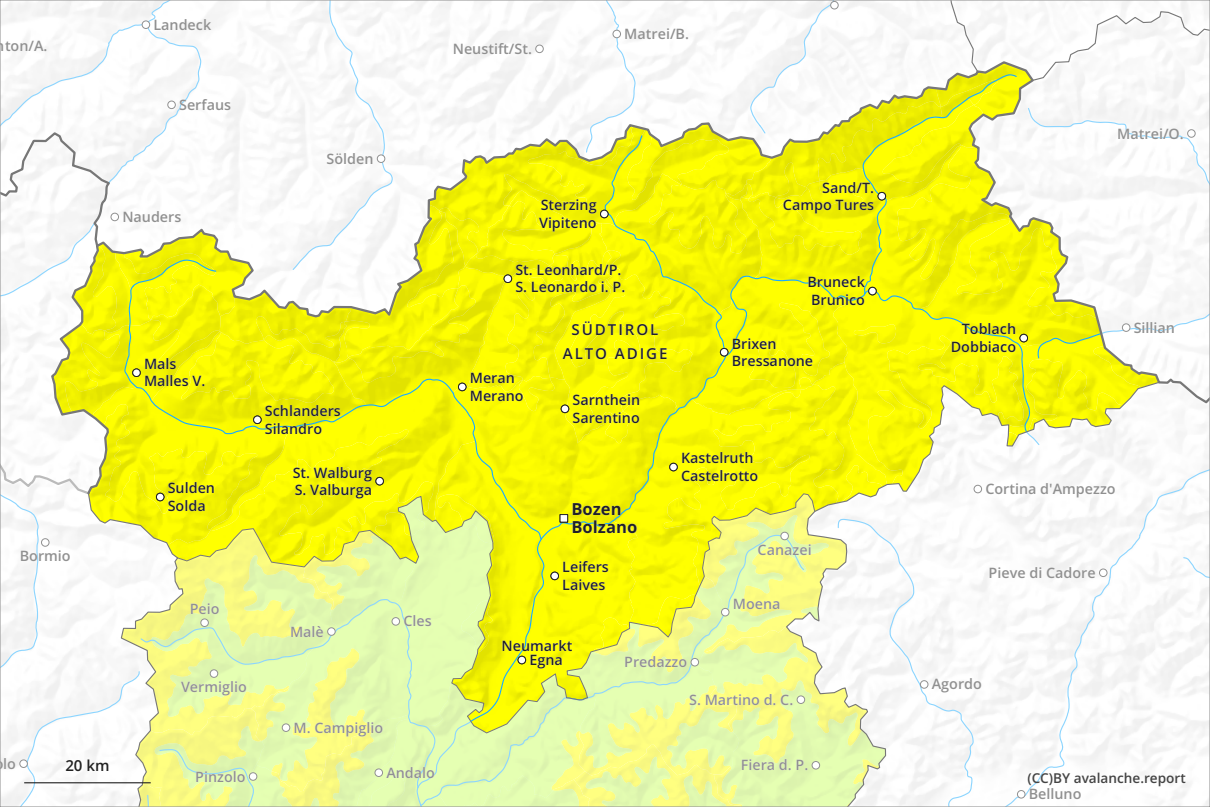 Landeck
Matrei/B.
Neustift/St.
Serfaus
Matrei/O.
Sölden
Sand/T.
Campo Tures
Sterzing
Vipiteno
Nauders
St. Leonhard/P.
S. Leonardo i. P.
Bruneck
Brunico
SÜDTIROL
ALTO ADIGE
Toblach
Dobbiaco
Sillian
Brixen
Bressanone
Mals
Malles V.
Meran
Merano
Schlanders
Silandro
Sarnthein
Sarentino
Kastelruth
Castelrotto
St. Walburg
S. Valburga
Sulden
Solda
Cortina d'Ampezzo
Bozen
Bolzano
Canazei
Bormio
Leifers
Laives
Pieve di Cadore
Peio
Moena
Cles
Malè
Neumarkt
Egna
Predazzo
Vermiglio
Agordo
S. Martino d. C.
M. Campiglio
20 km
Fiera d. P.
Andalo
Pinzolo
(CC)BY avalanche.report
Belluno